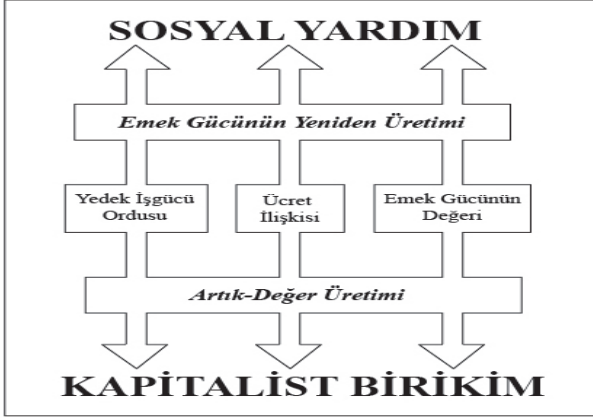 SOSYAL YARDIM
Emek Gücünün Yeniden Üretimi
Yedek İşgücü
Ordusu
Ücret
İlişkisi
Emek Gücünün
Değeri
Artık-Değer Üretimi
KAPİTALİST BİRİKİM